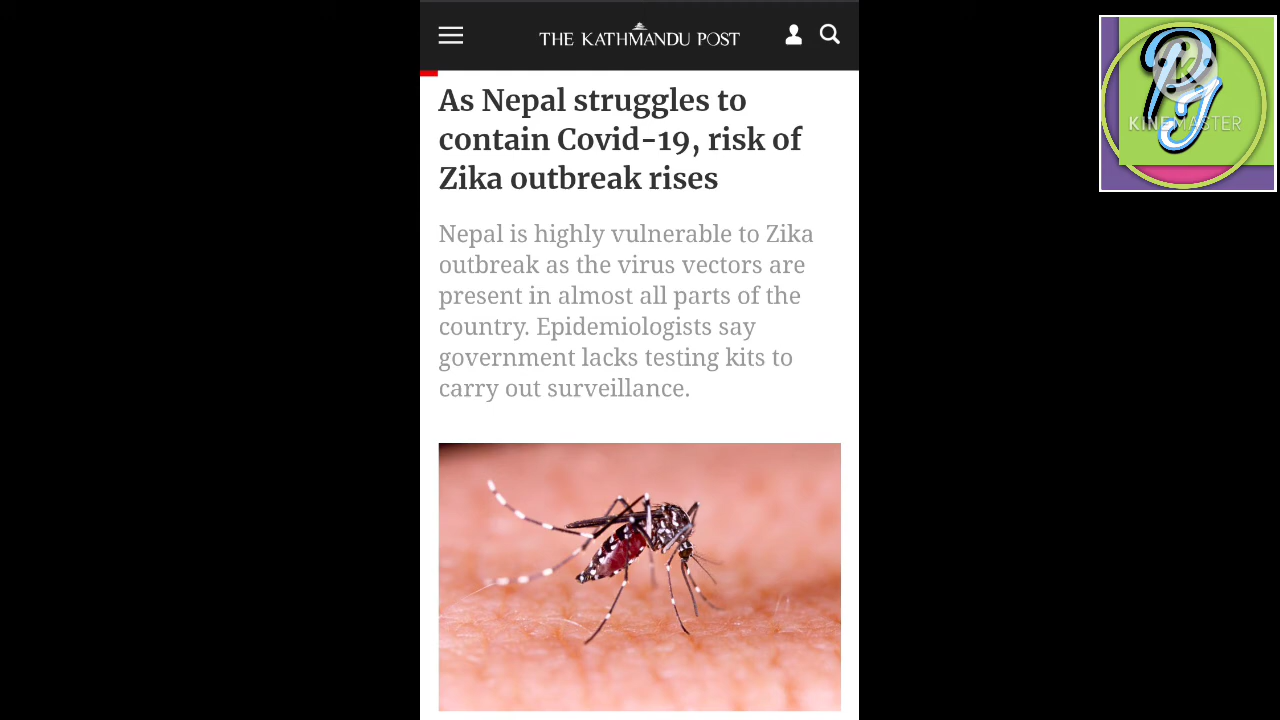 THE KATHMANDU POST
As Nepal struggles to
contain Covid-19, risk of
Zika outbreak rises
Nepal is highly vulnerable to Zika
outbreak as the virus vectors are
present in almost all parts of the
country. Epidemiologists say
government lacks testing kits to
carry out surveillance.
K
KINEMASTER